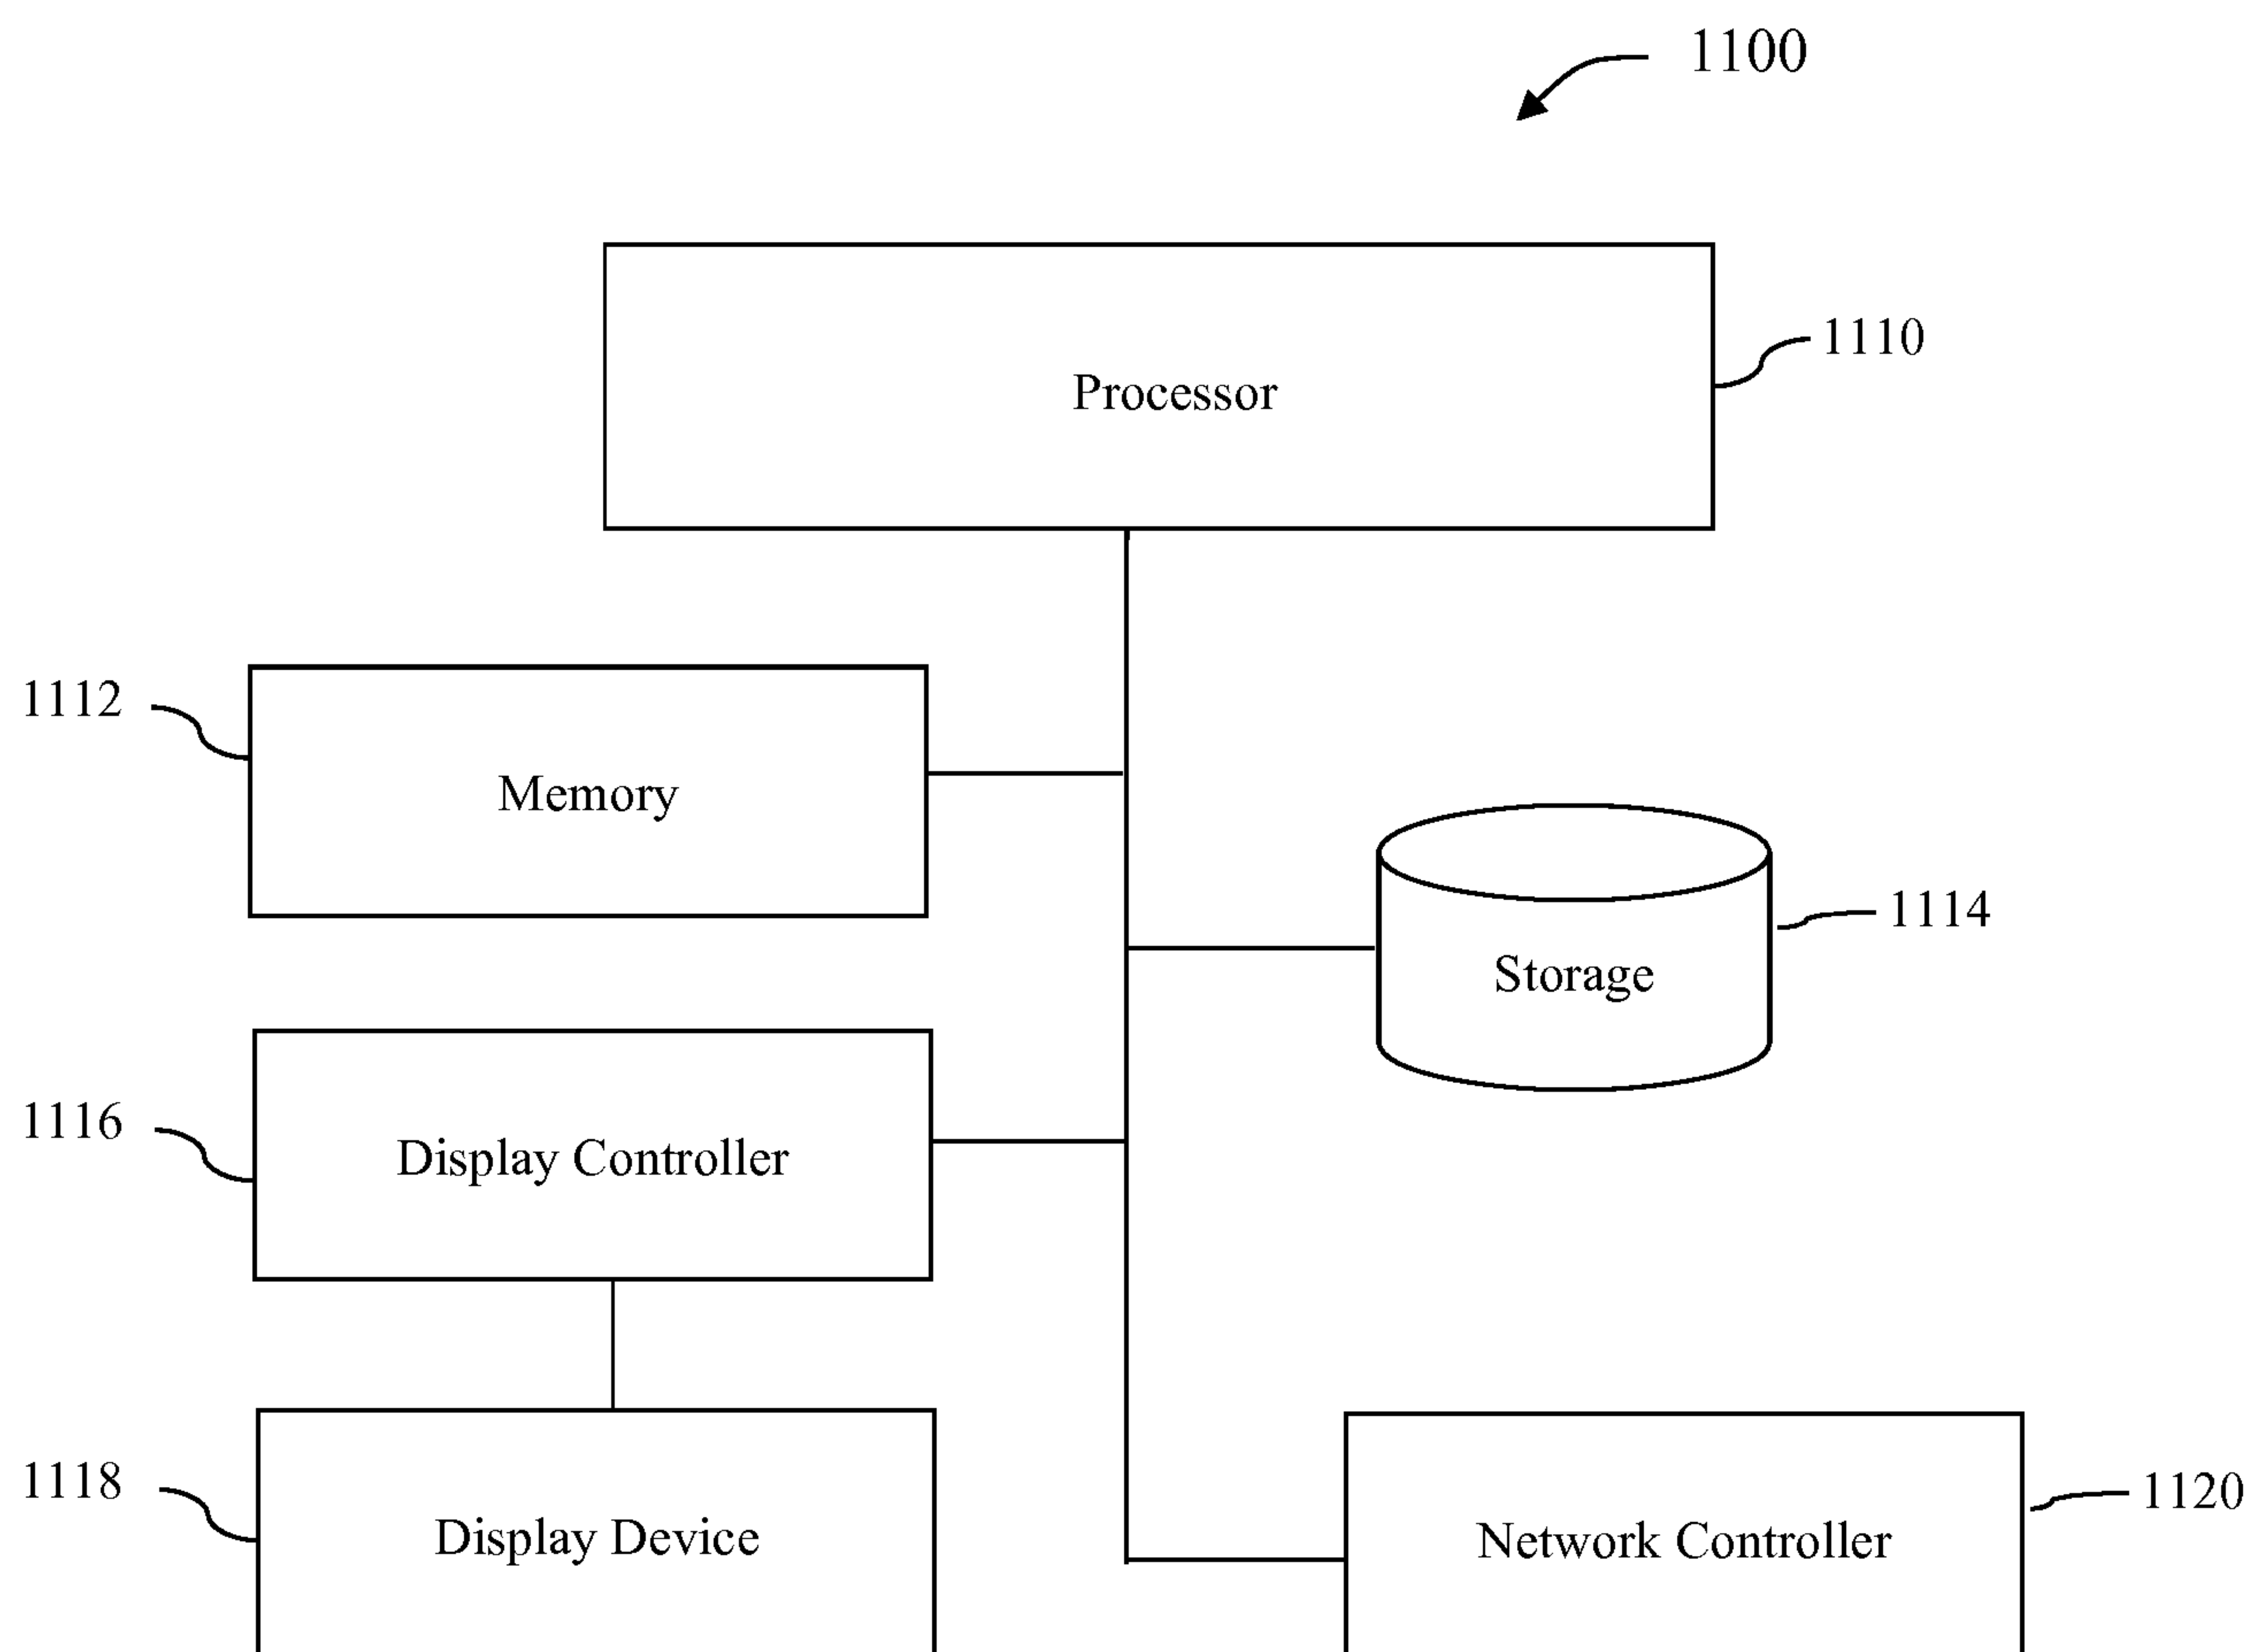 1100
Processor
1110
1112
Memory
Storage
1114
1116
Display Controller
1118
Display Device
Network Controller
1120